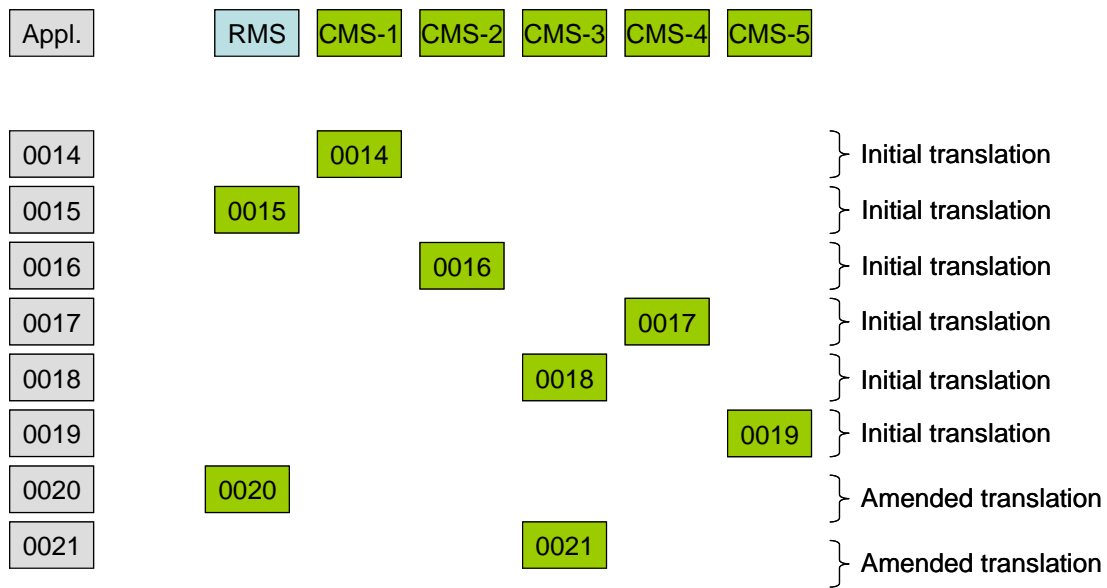 Appl. RMS CMS-1 CMS-2 CMS-3 CMS-4 CMS-5
0014 0014 Initial translation
0015 0015 Initial translation
0016 0016 Initial translation
0017 0017 Initial translation
0018 0018 Initial translation
0019 0019 Initial translation
0020 0020 Amended translation
0021 0021 Amended translation